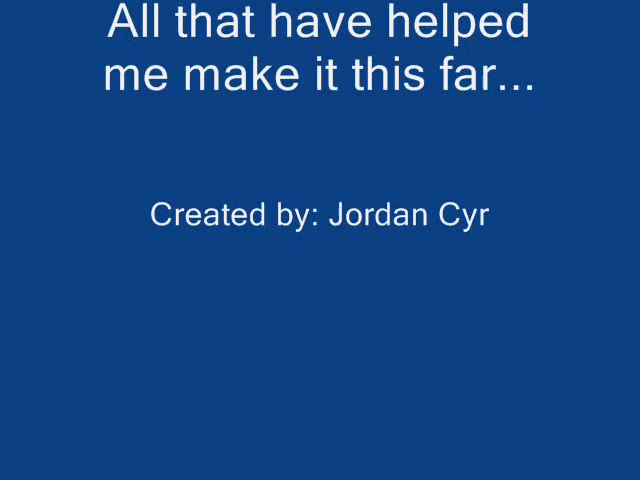 All that have helped
me make it this far...
Created by: Jordan Cyr